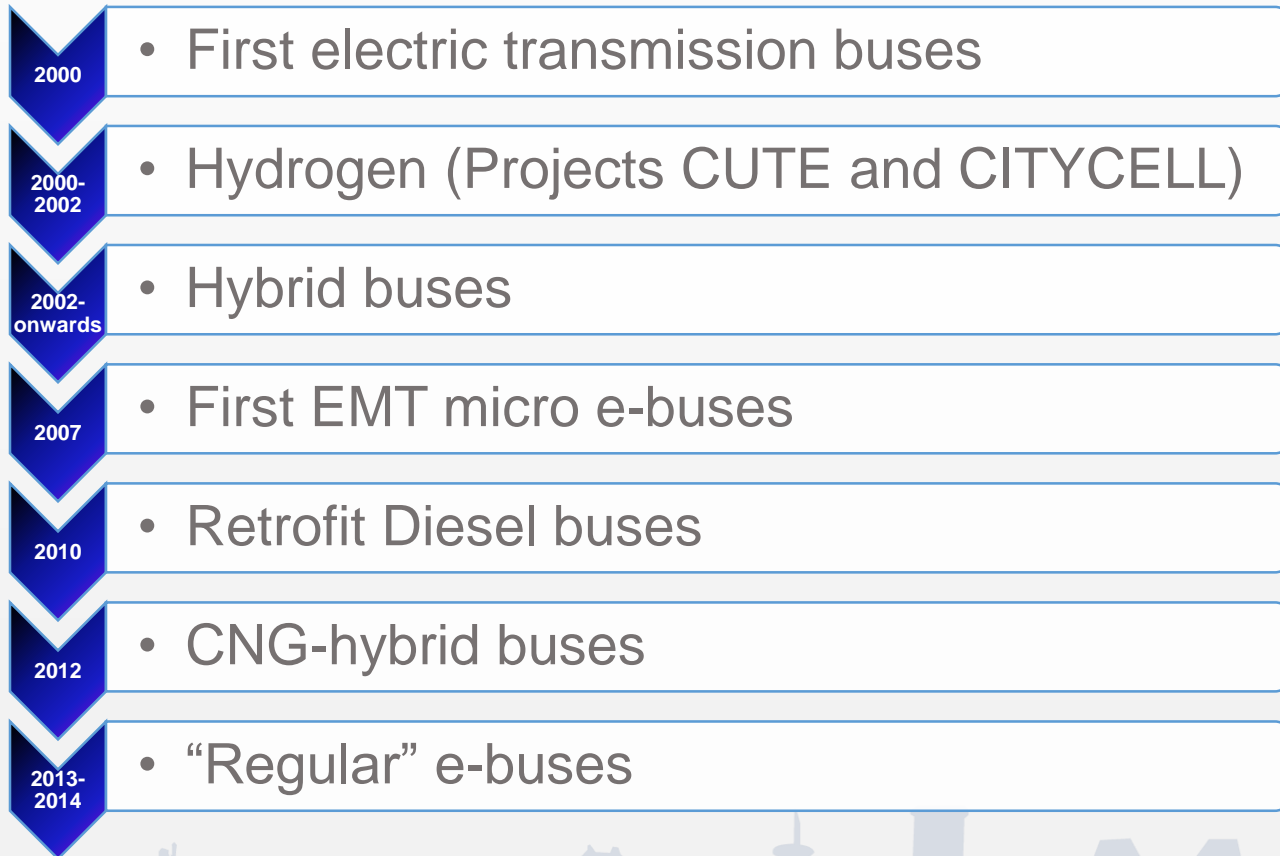 2000
• First electric transmission buses
2000-
2002
• Hydrogen (Projects CUTE and CITYCELL)
2002-
onwards
• Hybrid buses
2007
• First EMT micro e-buses
2010
• Retrofit Diesel buses
2012
• CNG-hybrid buses
2013-
2014
• “Regular” e-buses